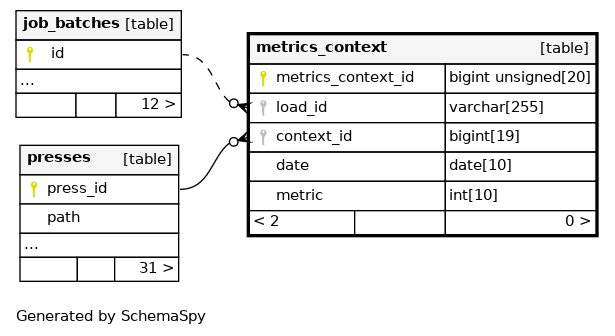 job_batches [table]
id
...
12 >
presses [table]
press_id
path
...
31 >
metrics_context [table]
metrics_context_id bigint unsigned[20]
load_id varchar[255]
context_id bigint[19]
date date[10]
metric int[10]
< 2 0 >
Generated by SchemaSpy